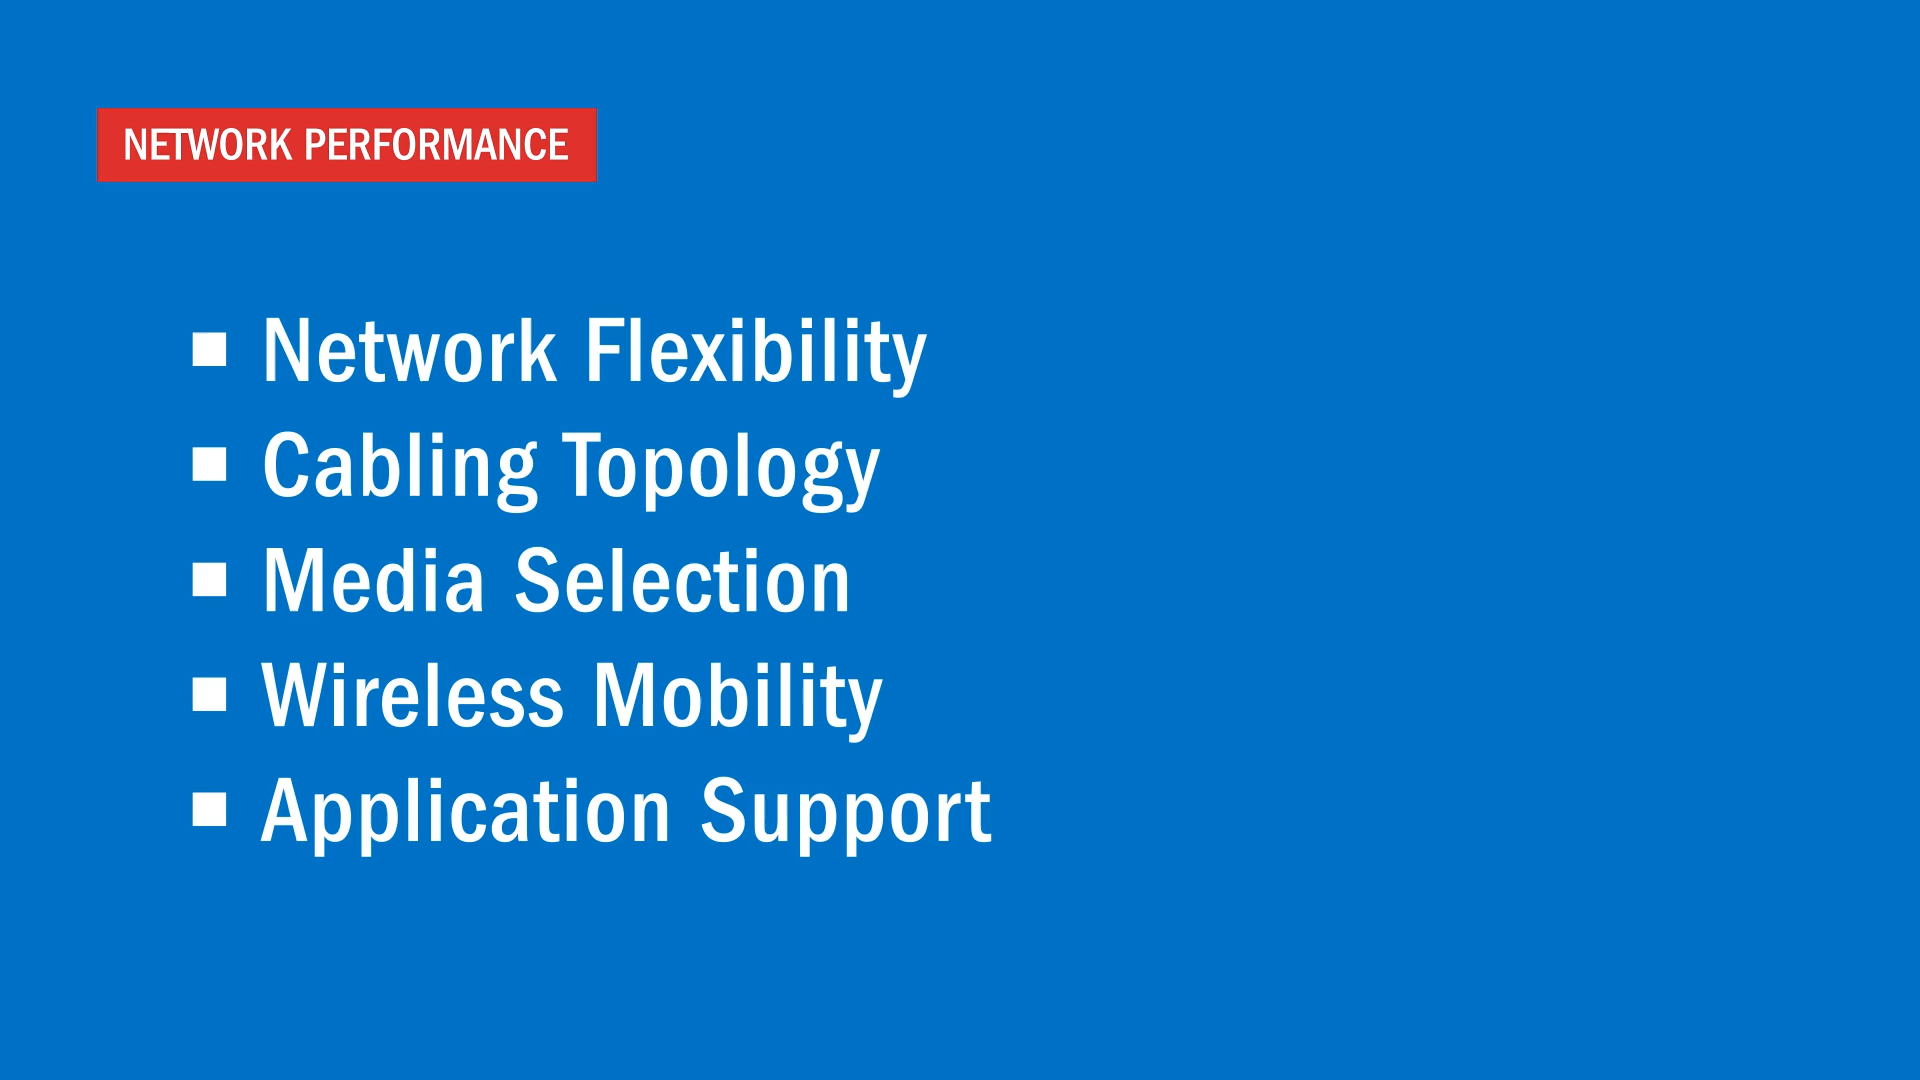 NETWORK PERFORMANCE
■ Network Flexibility
■ Cabling Topology
■ Media Selection
■ Wireless Mobility
■ Application Support